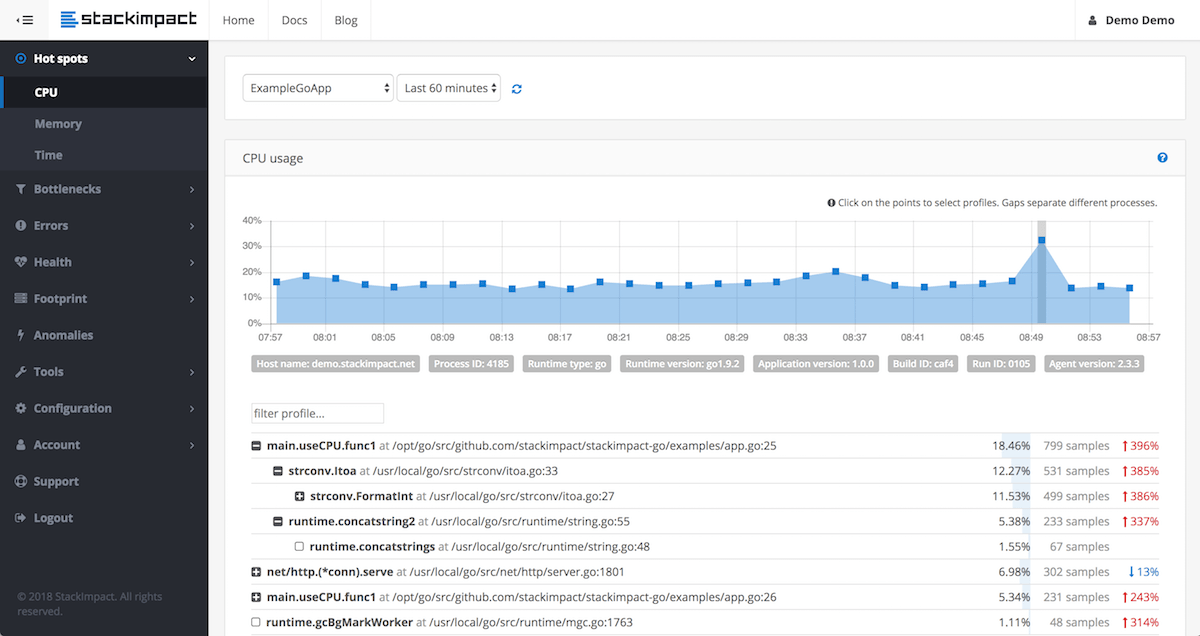 stackimpact
Home
Docs
Blog
Demo Demo
Hot spots
CPU
Memory
Time
Bottlenecks
Errors
Health
Footprint
Anomalies
Tools
Configuration
Account
Support
Logout
© 2018 StackImpact. All rights
reserved.
ExampleGoApp
Last 60 minutes
CPU usage
Click on the points to select profiles. Gaps separate different processes.
40%
30%
20%
10%
0%
07:57 08:01 08:05 08:09 08:13 08:17 08:21 08:25 08:29 08:33 08:37 08:41 08:45 08:49 08:53 08:57
Host name: demo.stackimpact.net Process ID: 4185 Runtime type: go Runtime version: go1.9.2 Application version: 1.0.0 Build ID: caf4 Run ID: 0105 Agent version: 2.3.3
filter profile...
main.useCPU.func1 at /opt/go/src/github.com/stackimpact/stackimpact-go/examples/app.go:25 18.46% 799 samples ↑396%
strconv.Itoa at /usr/local/go/src/strconv/itoa.go:33 12.27% 531 samples ↑385%
strconv.FormatInt at /usr/local/go/src/strconv/itoa.go:27 11.53% 499 samples ↑386%
runtime.concatstring2 at /usr/local/go/src/runtime/string.go:55 5.38% 233 samples ↑337%
runtime.concatstrings at /usr/local/go/src/runtime/string.go:48 1.55% 67 samples
net/http.(*conn).serve at /usr/local/go/src/net/http/server.go:1801 6.98% 302 samples ↓13%
main.useCPU.func1 at /opt/go/src/github.com/stackimpact/stackimpact-go/examples/app.go:26 5.34% 231 samples ↑243%
runtime.gcBgMarkWorker at /usr/local/go/src/runtime/mgc.go:1763 1.11% 48 samples ↑314%